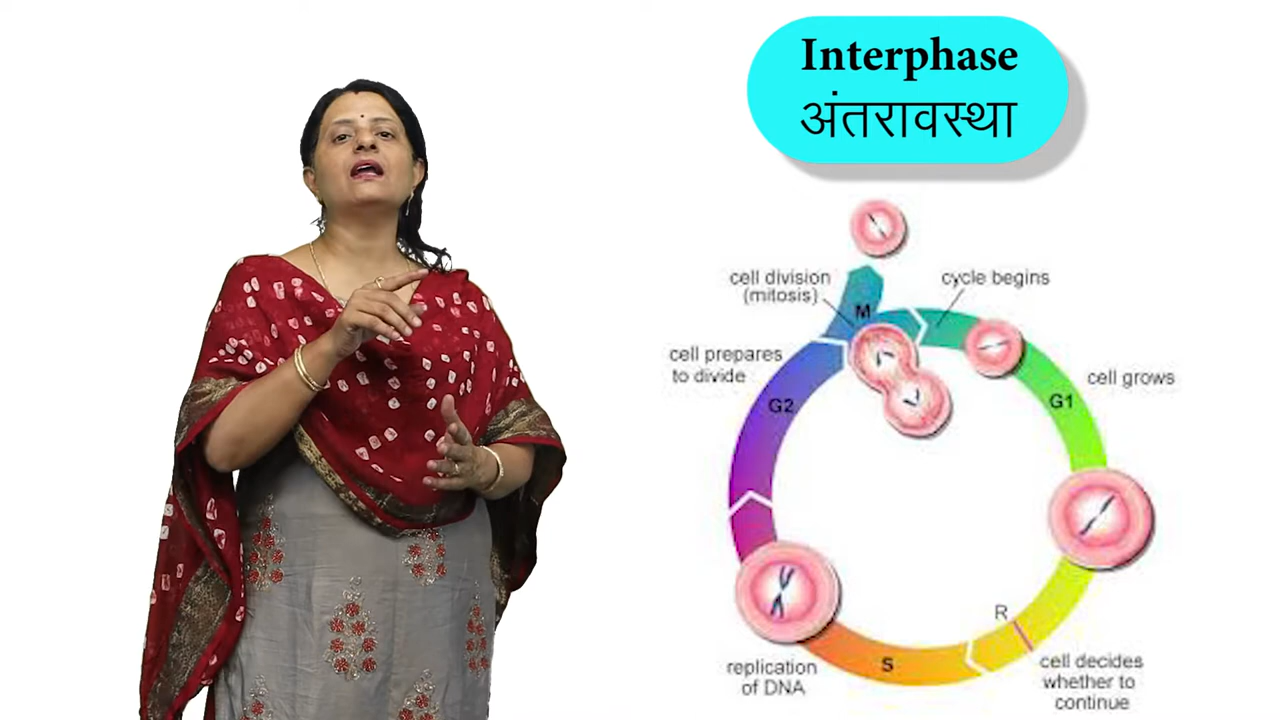 Interphase
अंतरावस्था
cell division
(mitosis)
cycle begins
M
cell prepares
to divide
cell grows
G2
G1
R
S
replication
of DNA
cell decides
whether to
continue